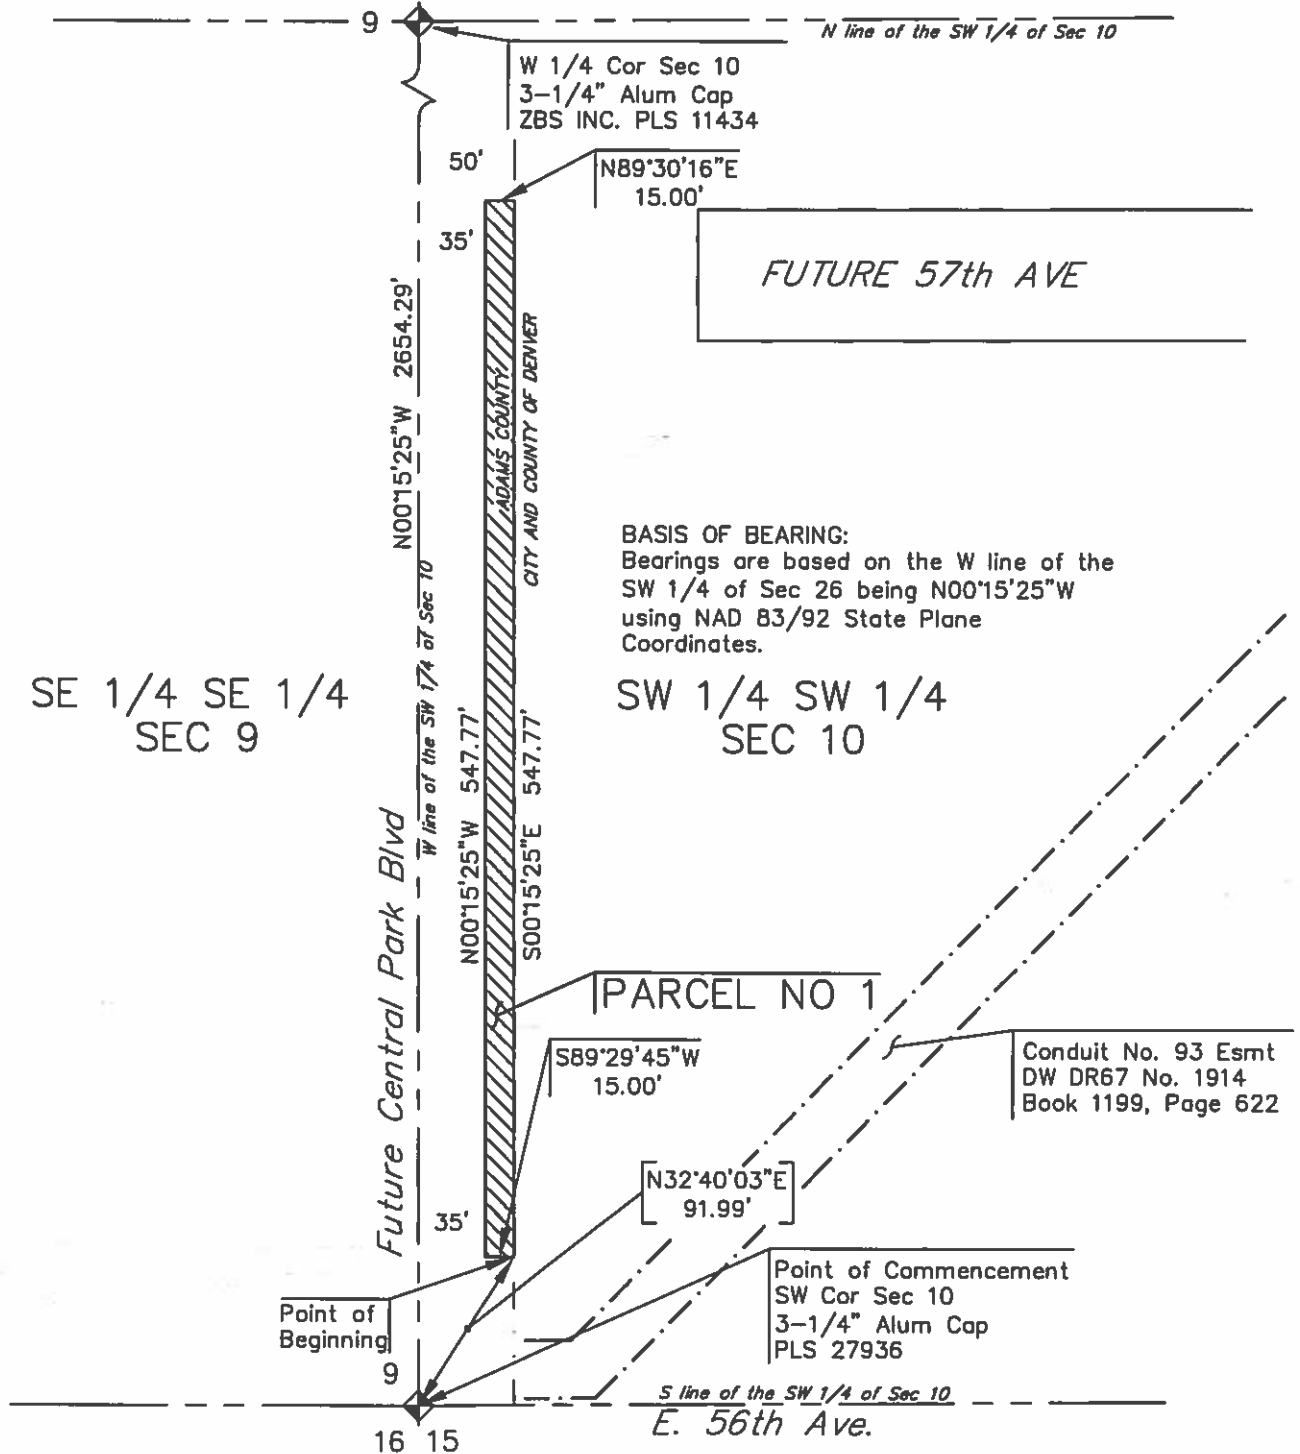 9
N line of the SW 1/4 of Sec 10
W 1/4 Cor Sec 10
3-1/4" Alum Cap
ZBS INC. PLS 11434
50'
N89°30'16"E
15.00'
35'
FUTURE 57th AVE
N00°15'25"W 2654.29'
ADAMS COUNTY
CITY AND COUNTY OF DENVER
BASIS OF BEARING:
Bearings are based on the W line of the
SW 1/4 of Sec 26 being N00°15'25"W
using NAD 83/92 State Plane
Coordinates.
W line of the SW 1/4 of Sec 10
SE 1/4 SE 1/4
SEC 9
SW 1/4 SW 1/4
SEC 10
N00°15'25"W 547.77'
S00°15'25"E 547.77'
Future Central Park Blvd
PARCEL NO 1
S89°29'45"W
15.00'
Conduit No. 93 Esmt
DW DR67 No. 1914
Book 1199, Page 622
N32°40'03"E
91.99'
35'
Point of Commencement
SW Cor Sec 10
3-1/4" Alum Cap
PLS 27936
Point of
Beginning
9
S line of the SW 1/4 of Sec 10
E. 56th Ave.
16 15